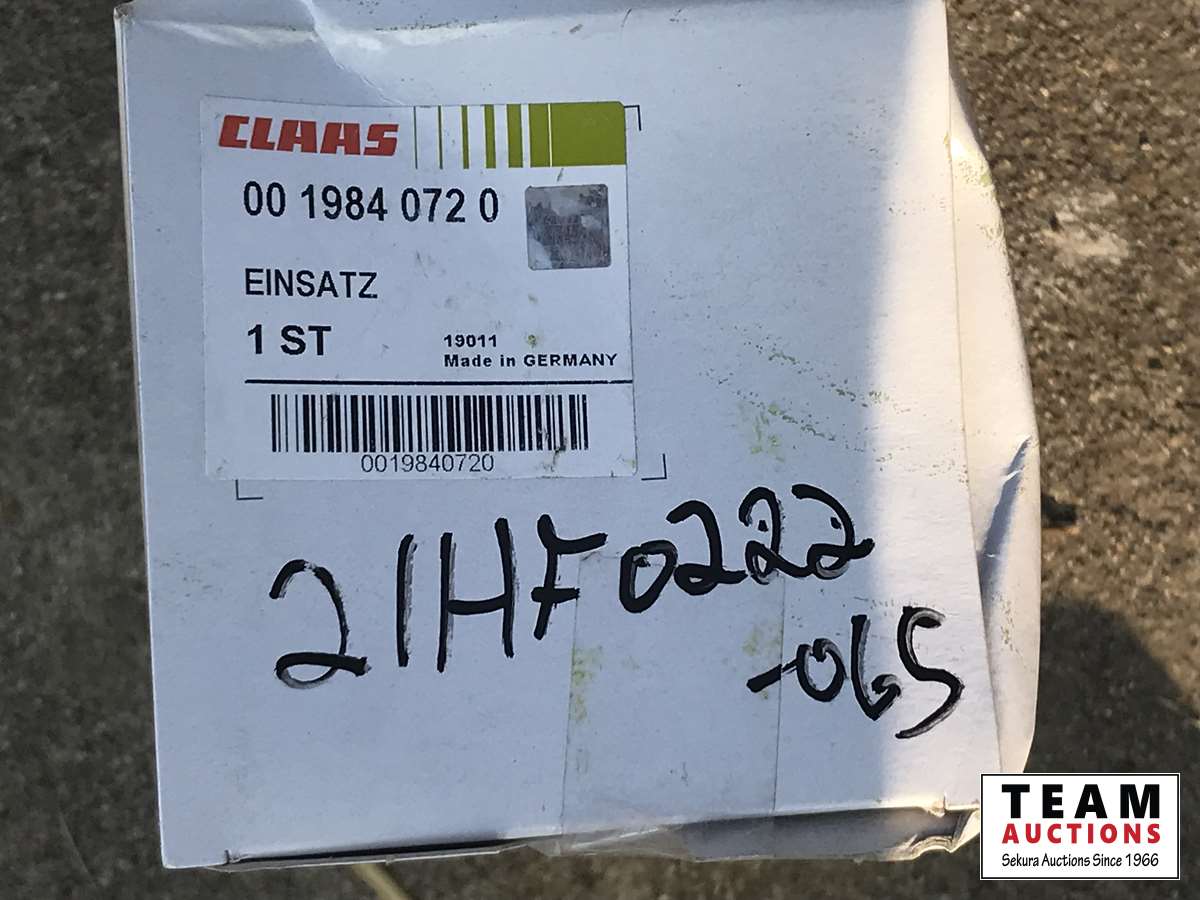 CLAAS
00 1984 072 0
EINSATZ
1 ST
19011
Made in GERMANY
0019840720
21HF0222
-065
TEAM
AUCTIONS
Sekura Auctions Since 1966